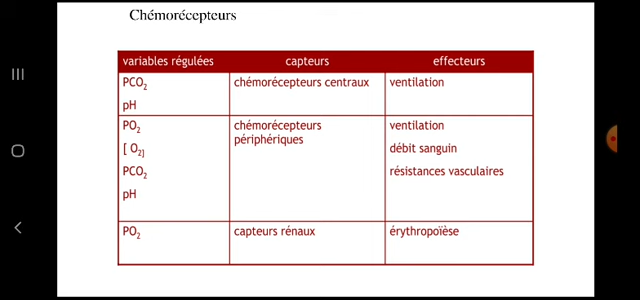 Chémorécepteurs
variables régulées capteurs effecteurs
PCO₂ chémorécepteurs centraux ventilation
pH
PO₂ chémorécepteurs périphériques ventilation
[ O₂] débit sanguin
PCO₂ résistances vasculaires
pH
PO₂ capteurs rénaux érythropoïèse